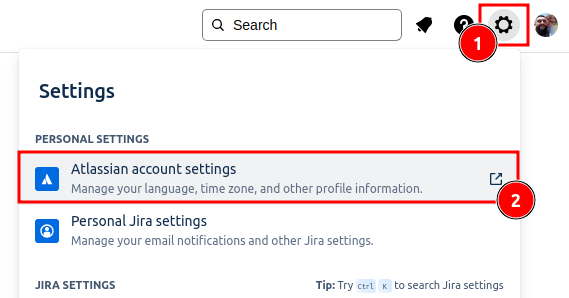 Search
?
1
Settings
PERSONAL SETTINGS
Atlassian account settings
Manage your language, time zone, and other profile information.
2
Personal Jira settings
Manage your email notifications and other Jira settings.
JIRA SETTINGS Tip: Try Ctrl K to search Jira settings